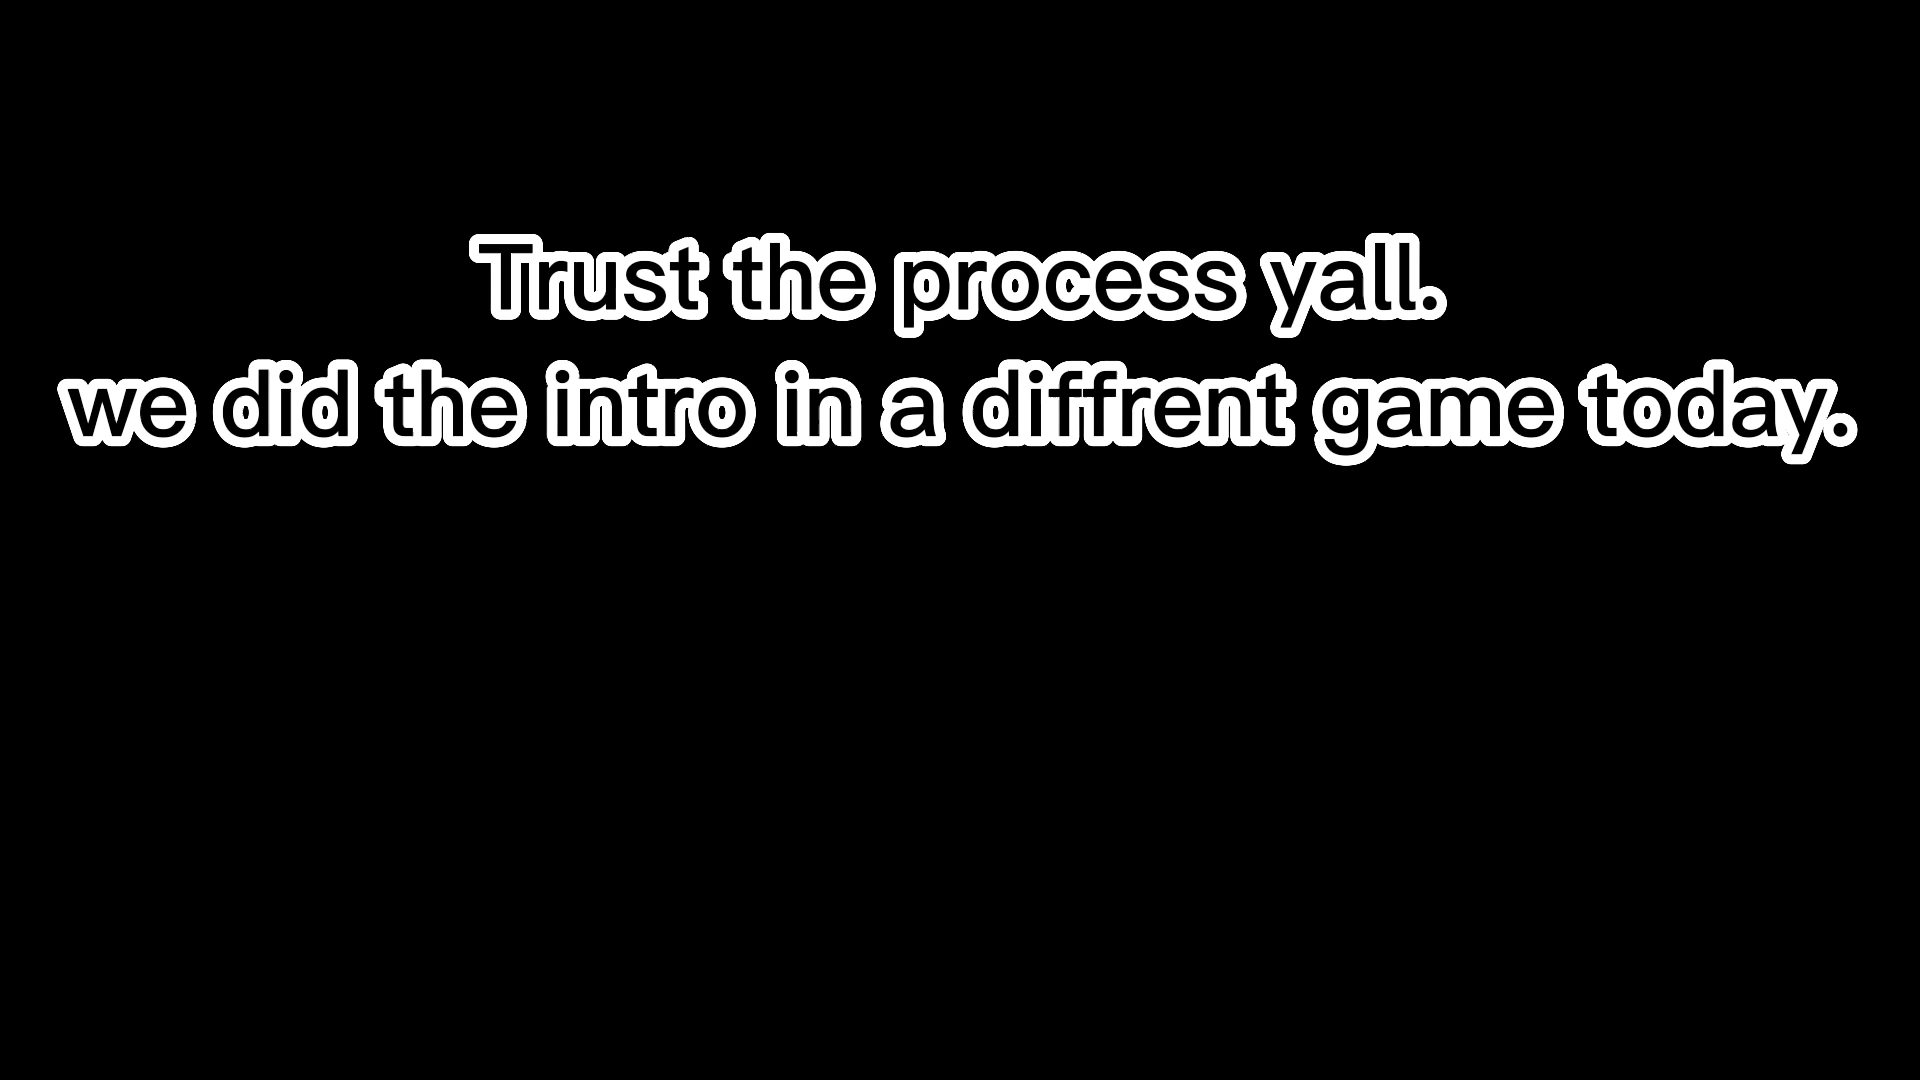 Trust the process yall.
we did the intro in a diffrent game today.